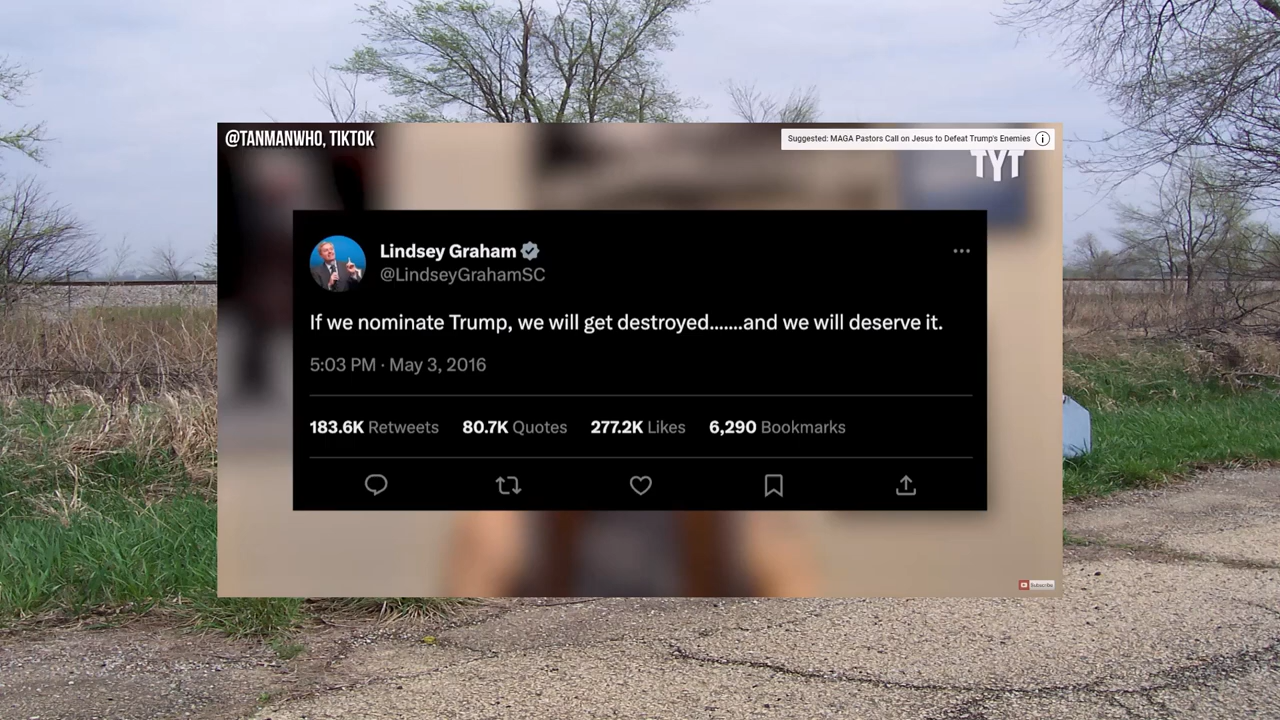 @TANMANWHO, TIKTOK
Suggested: MAGA Pastors Call on Jesus to Defeat Trump's Enemies
TYT
Lindsey Graham
@LindseyGrahamSC
If we nominate Trump, we will get destroyed.......and we will deserve it.
5:03 PM · May 3, 2016
183.6K Retweets 80.7K Quotes 277.2K Likes 6,290 Bookmarks
Subscribe